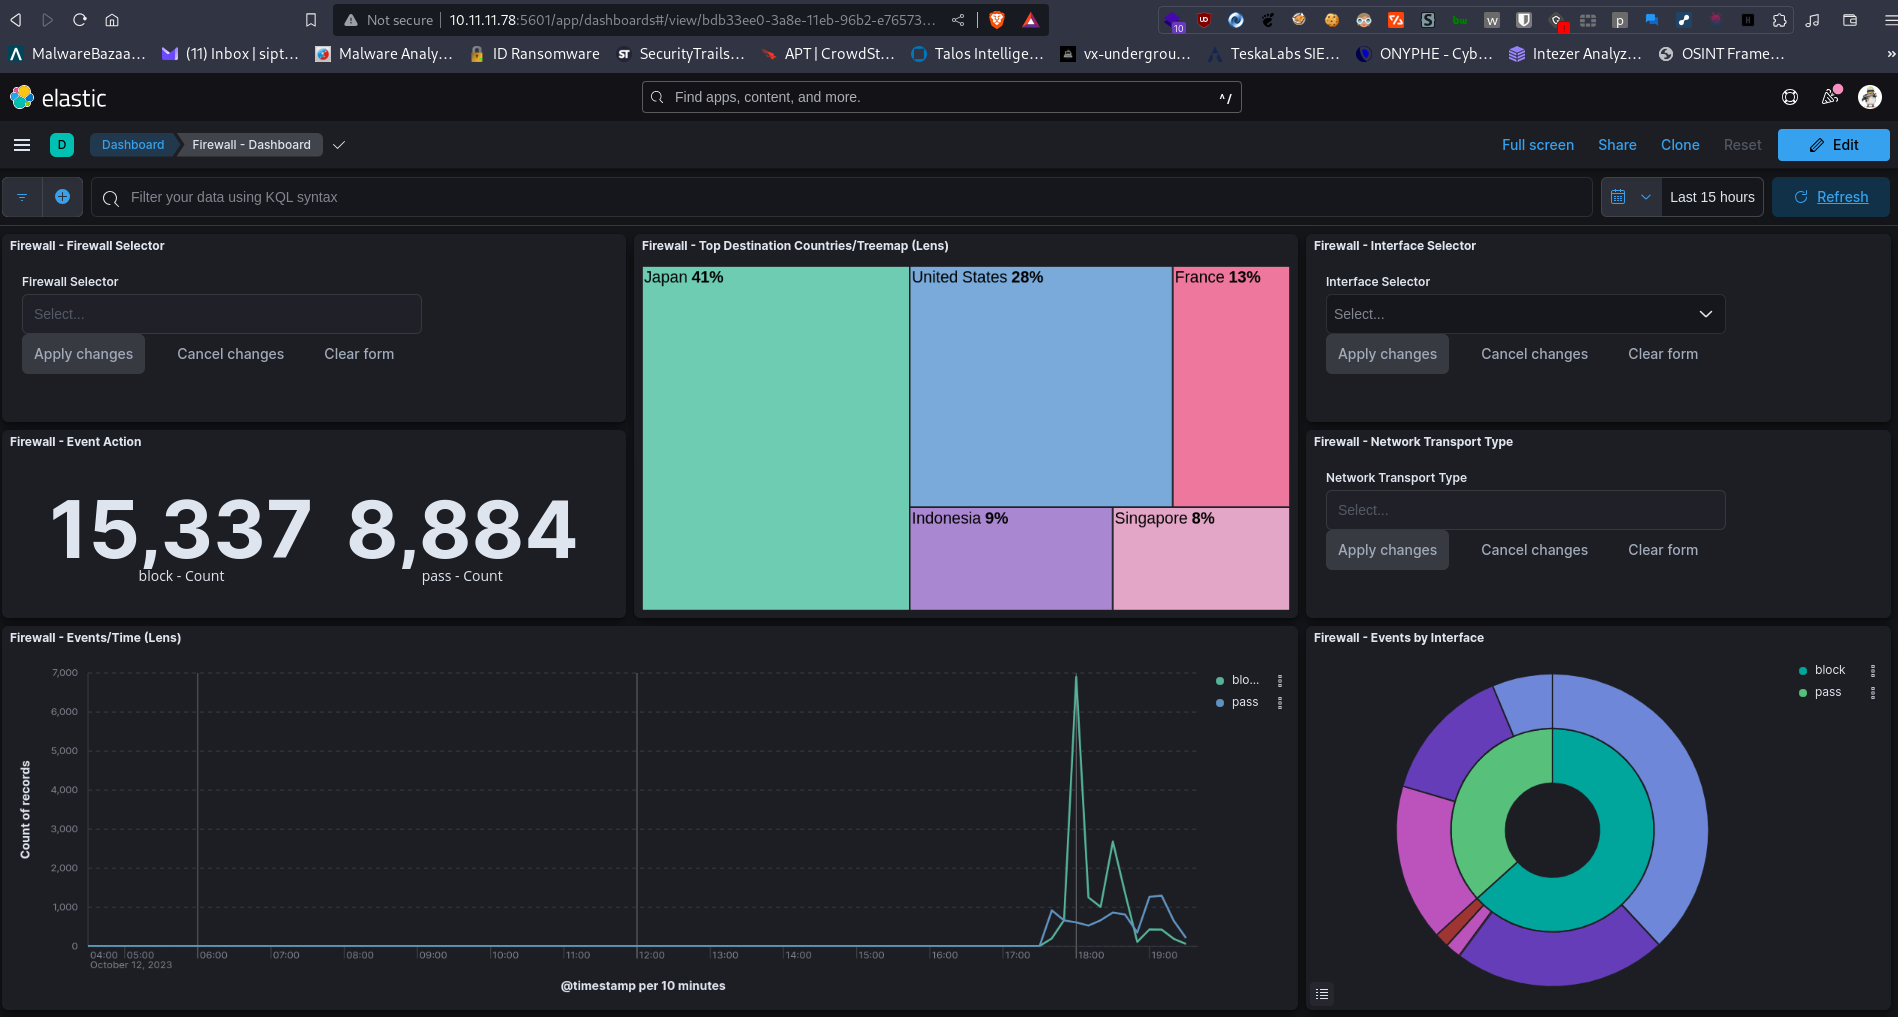 Not secure 10.11.11.78:5601/app/dashboards#/view/bdb33ee0-3a8e-11eb-96b2-e76573...
10
MalwareBazaa... (11) Inbox | sipt... Malware Analy... ID Ransomware SecurityTrails... APT | CrowdSt... Talos Intellige... vx-undergrou... TeskaLabs SIE... ONYPHE - Cyb... Intezer Analyz... OSINT Frame... »
elastic Find apps, content, and more. ^/
D Dashboard Firewall - Dashboard Full screen Share Clone Reset Edit
Filter your data using KQL syntax Last 15 hours Refresh
Firewall - Firewall Selector
Firewall Selector
Select...
Apply changes Cancel changes Clear form
Firewall - Top Destination Countries/Treemap (Lens)
Japan 41% United States 28% France 13%
Indonesia 9% Singapore 8%
Firewall - Interface Selector
Interface Selector
Select...
Apply changes Cancel changes Clear form
Firewall - Event Action
15,337 8,884
block - Count pass - Count
Firewall - Network Transport Type
Network Transport Type
Select...
Apply changes Cancel changes Clear form
Firewall - Events/Time (Lens)
Count of records
7,000
6,000
5,000
4,000
3,000
2,000
1,000
0
04:00 05:00 06:00 07:00 08:00 09:00 10:00 11:00 12:00 13:00 14:00 15:00 16:00 17:00 18:00 19:00
October 12, 2023
@timestamp per 10 minutes
blo...
pass
Firewall - Events by Interface
block
pass